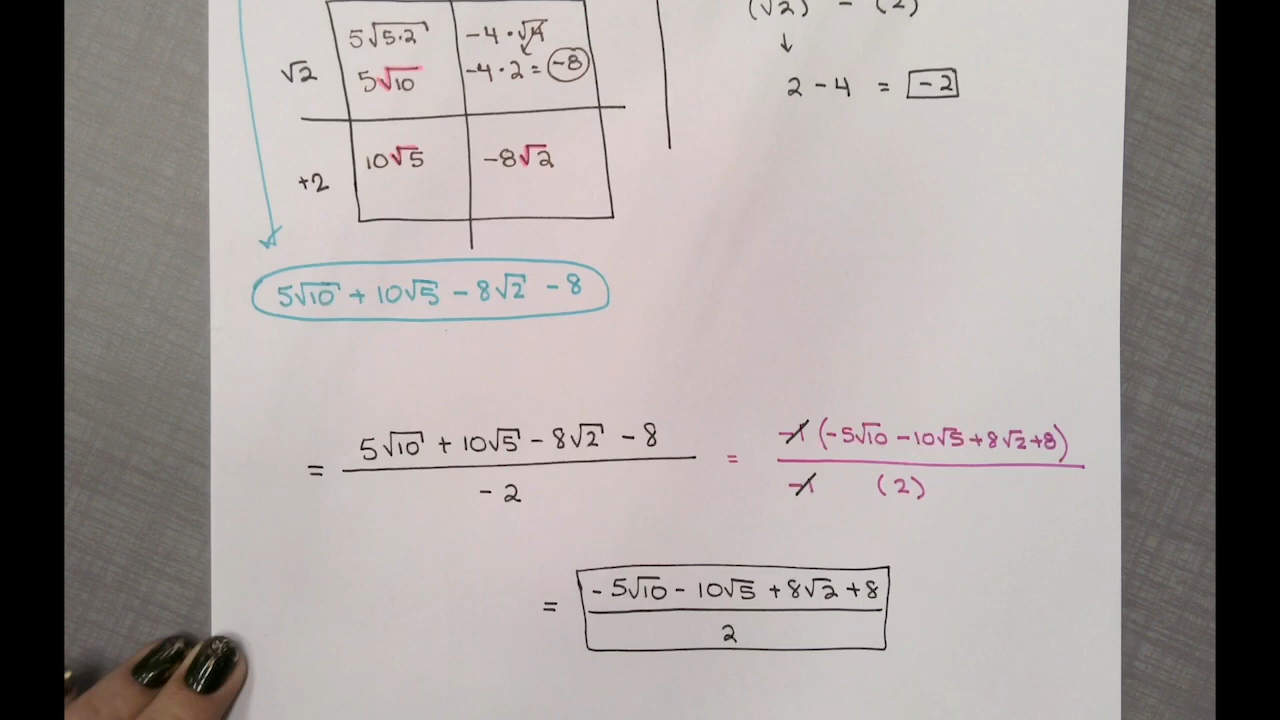 (√2) - (2)
5√5·2 -4·√4
√2 5√10 -4·2 = -8
↓
2 - 4 = -2
+2 10√5 -8√2
5√10 + 10√5 - 8√2 - 8
= 5√10 + 10√5 - 8√2 - 8 = -1 (-5√10 - 10√5 + 8√2 + 8)
-2 -1 (2)
= -5√10 - 10√5 + 8√2 + 8
2